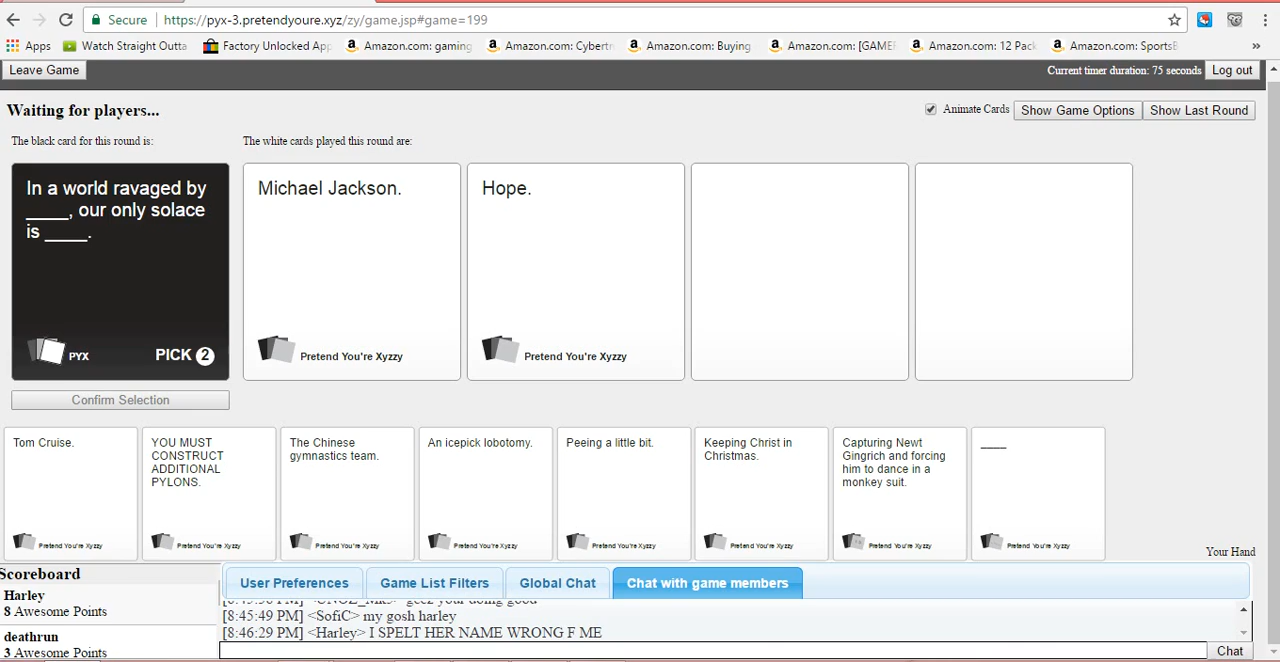 Secure https://pyx-3.pretendyoure.xyz/zy/game.jsp#game=199
Apps Watch Straight Outta Factory Unlocked App Amazon.com: gaming Amazon.com: Cybert Amazon.com: Buying Amazon.com: [GAME Amazon.com: 12 Pack Amazon.com: SportsB »
Leave Game Current timer duration: 75 seconds Log out
Waiting for players... Animate Cards Show Game Options Show Last Round
The black card for this round is: The white cards played this round are:
In a world ravaged by
____, our only solace
is ____.
PYX PICK 2
Michael Jackson.
Pretend You're Xyzzy
Hope.
Pretend You're Xyzzy
Confirm Selection
Tom Cruise.
Pretend You're Xyzzy
YOU MUST
CONSTRUCT
ADDITIONAL
PYLONS.
Pretend You're Xyzzy
The Chinese
gymnastics team.
Pretend You're Xyzzy
An icepick lobotomy.
Pretend You're Xyzzy
Peeing a little bit.
Pretend You're Xyzzy
Keeping Christ in
Christmas.
Pretend You're Xyzzy
Capturing Newt
Gingrich and forcing
him to dance in a
monkey suit.
Pretend You're Xyzzy
____
Pretend You're Xyzzy
Your Hand
Scoreboard
Harley
8 Awesome Points
deathrun
3 Awesome Points
User Preferences Game List Filters Global Chat Chat with game members
geez your doing good
[8:45:49 PM] <SofiC> my gosh harley
[8:46:29 PM] <Harley> I SPELT HER NAME WRONG F ME
Chat